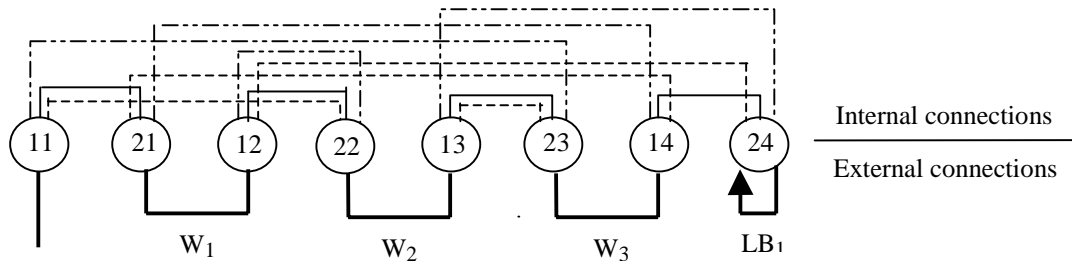 11 21 12 22 13 23 14 24
Internal connections
External connections
W1 W2 W3 LB1